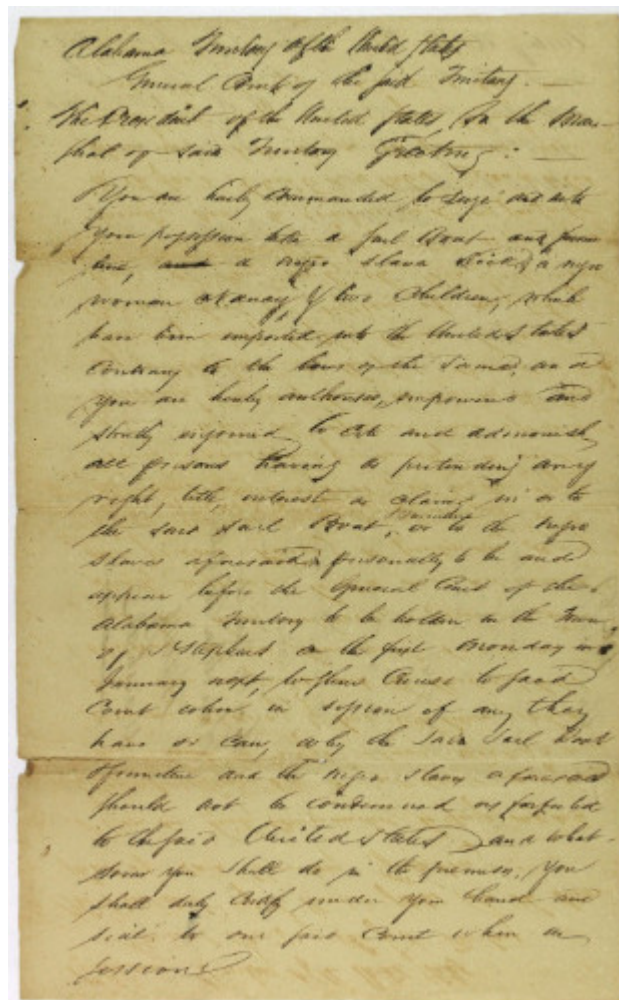 Alabama Territory of the United States
General Court of the said Territory.
The President of the United States, To the Mar-
shal of said Territory Greeting:
You are hereby Commanded to seize and into
your possession take a Sail Boat and furni
a negro slave Dick, a negro
woman Nancy & two Children, which
have been imported into the United States
Contrary to the laws of the same, and
you are hereby authorised, empowered and
strictly enjoined to cite and admonish
all persons having or pretending any
right, title, interest or claim in or to
the said Sail Boat, furniture or to the negro
slaves aforesaid personally to be and
appear before the General Court of the
Alabama Territory to be holden in the Town
of St Stephens on the first Monday in
January next, to shew Cause to said
Court when in session if any they
have or can, why the said Sail Boat
& furniture and the negro slaves aforesaid
should not be condemned as forfeited
to the said United States, and what-
soever you shall do in the premises, you
shall duly certify under your hand and
seal to our said Court when in
session